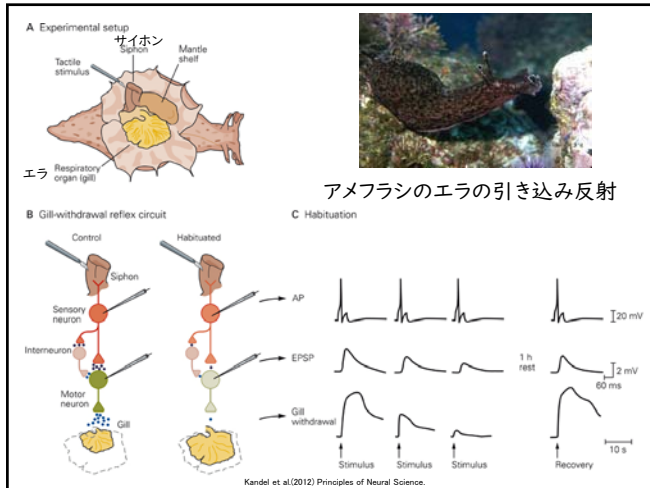 A Experimental setup
サイホン
Siphon
Mantle
shelf
Tactile
stimulus
エラ
Respiratory
organ (gill)
アメフラシのエラの引き込み反射
B Gill-withdrawal reflex circuit
Control
Habituated
Siphon
Sensory
neuron
Interneuron
Motor
neuron
Gill
C Habituation
AP
20 mV
EPSP
1 h
rest
2 mV
60 ms
Gill
withdrawal
10 s
Stimulus
Stimulus
Stimulus
Recovery
Kandel et al.(2012) Principles of Neural Science.